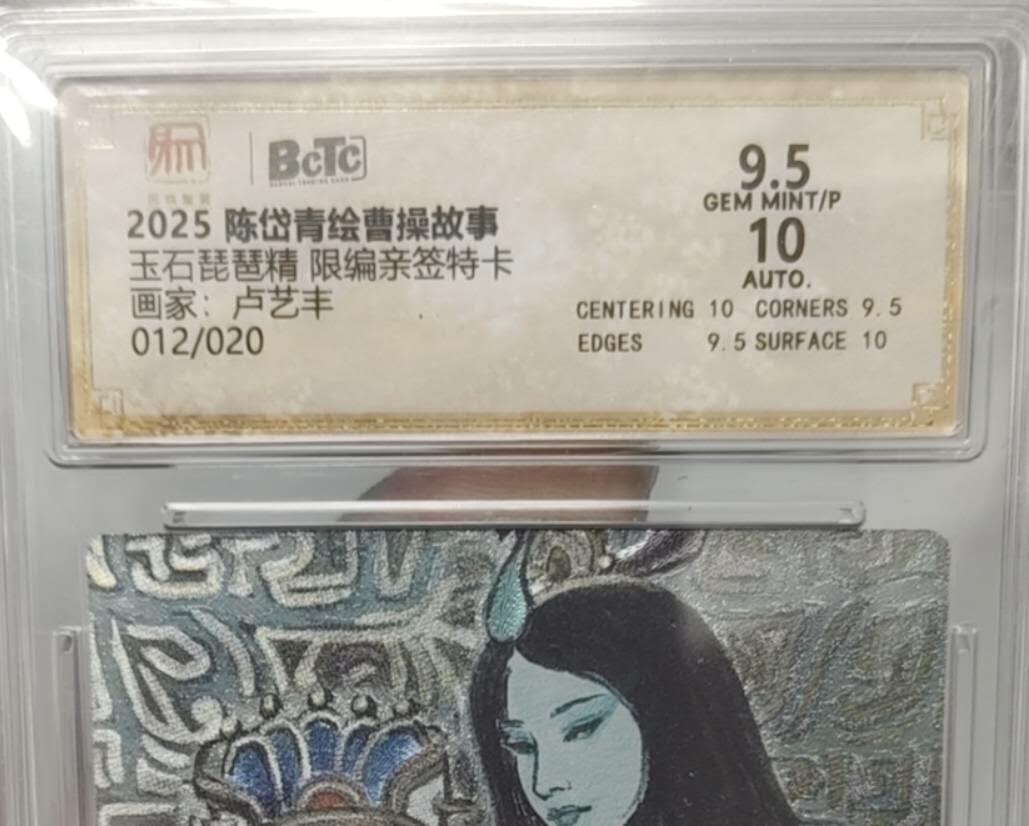 BCTC
2025 陈岱青绘曹操故事
玉石琵琶精 限编亲签特卡
画家：卢艺丰
012/020
9.5
GEM MINT/P
10
AUTO.
CENTERING 10 CORNERS 9.5
EDGES 9.5 SURFACE 10